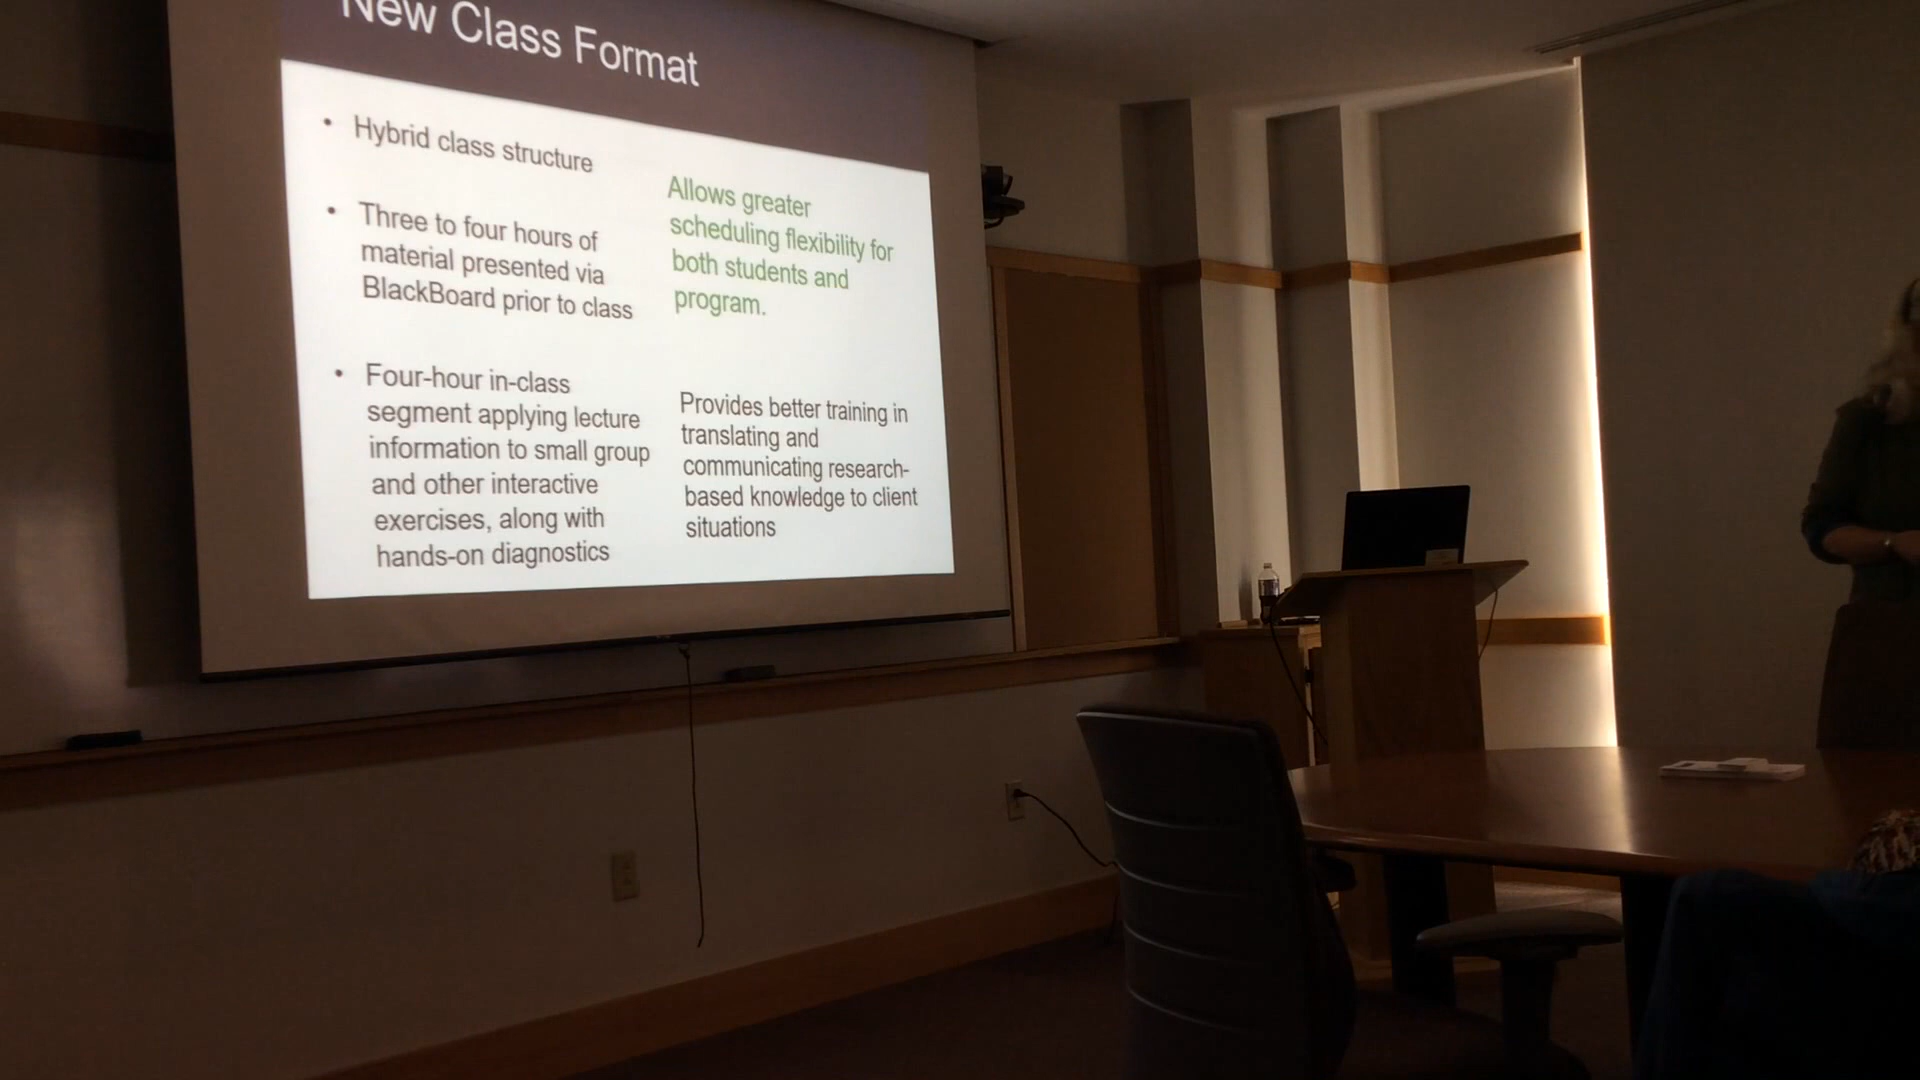 New Class Format
• Hybrid class structure
• Three to four hours of
material presented via
BlackBoard prior to class
• Four-hour in-class
segment applying lecture
information to small group
and other interactive
exercises, along with
hands-on diagnostics
Allows greater
scheduling flexibility for
both students and
program.
Provides better training in
translating and
communicating research-
based knowledge to client
situations